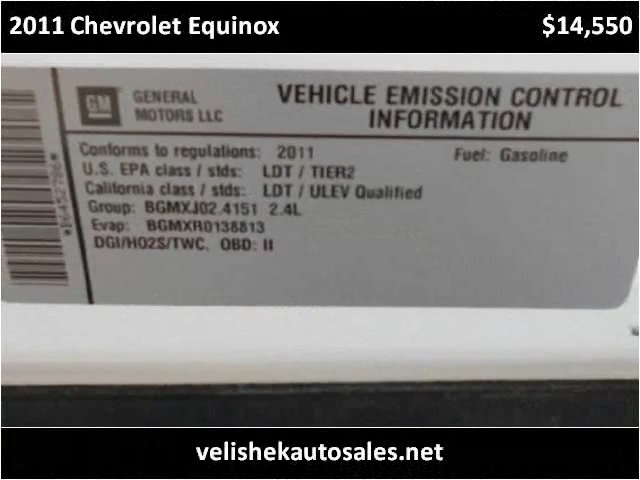 2011 Chevrolet Equinox $14,550
GM GENERAL MOTORS LLC
VEHICLE EMISSION CONTROL
INFORMATION
Conforms to regulations: 2011 Fuel: Gasoline
U.S. EPA class / stds: LDT / TIER2
California class / stds: LDT / ULEV Qualified
Group: BGMXJ02.4151 2.4L
Evap: BGMXR0138813
DGI/HO2S/TWC. OBD: II
velishekautosales.net